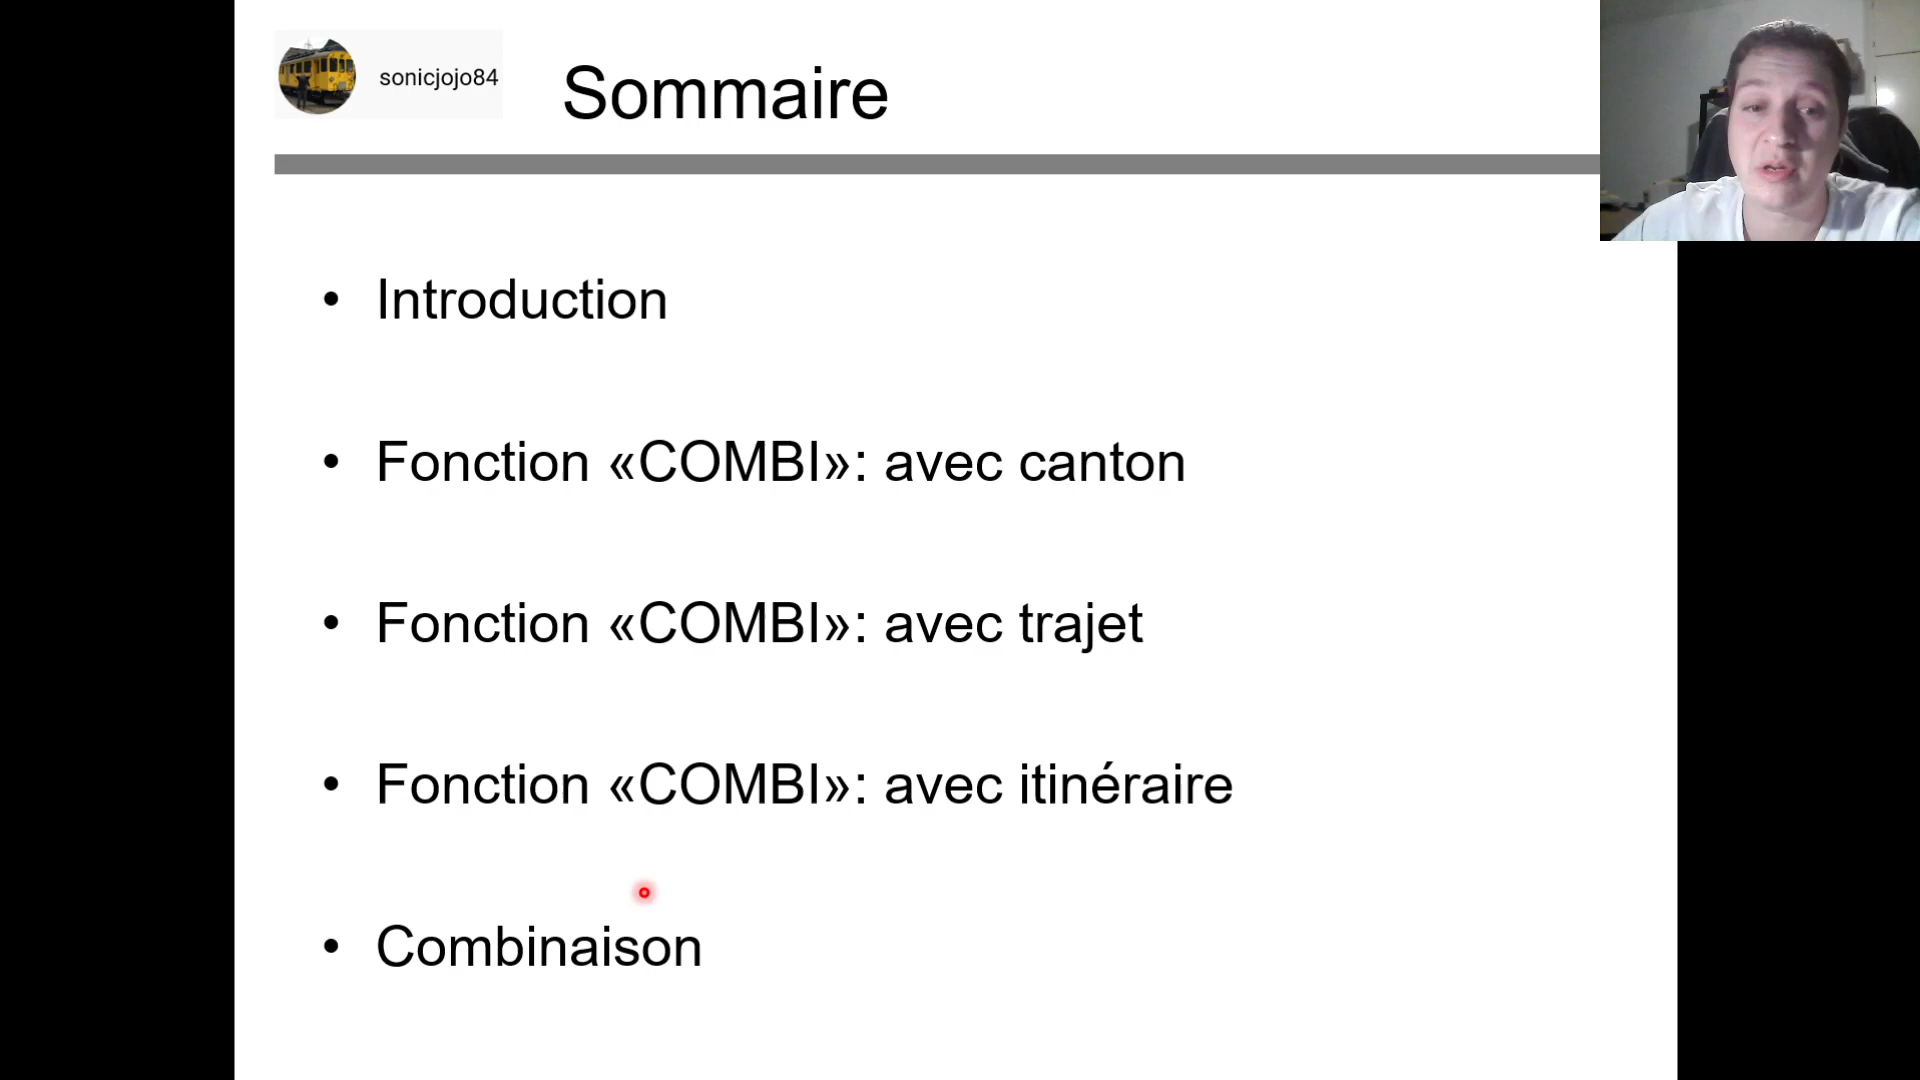 sonicjojo84
Sommaire
• Introduction
• Fonction «COMBI»: avec canton
• Fonction «COMBI»: avec trajet
• Fonction «COMBI»: avec itinéraire
• Combinaison